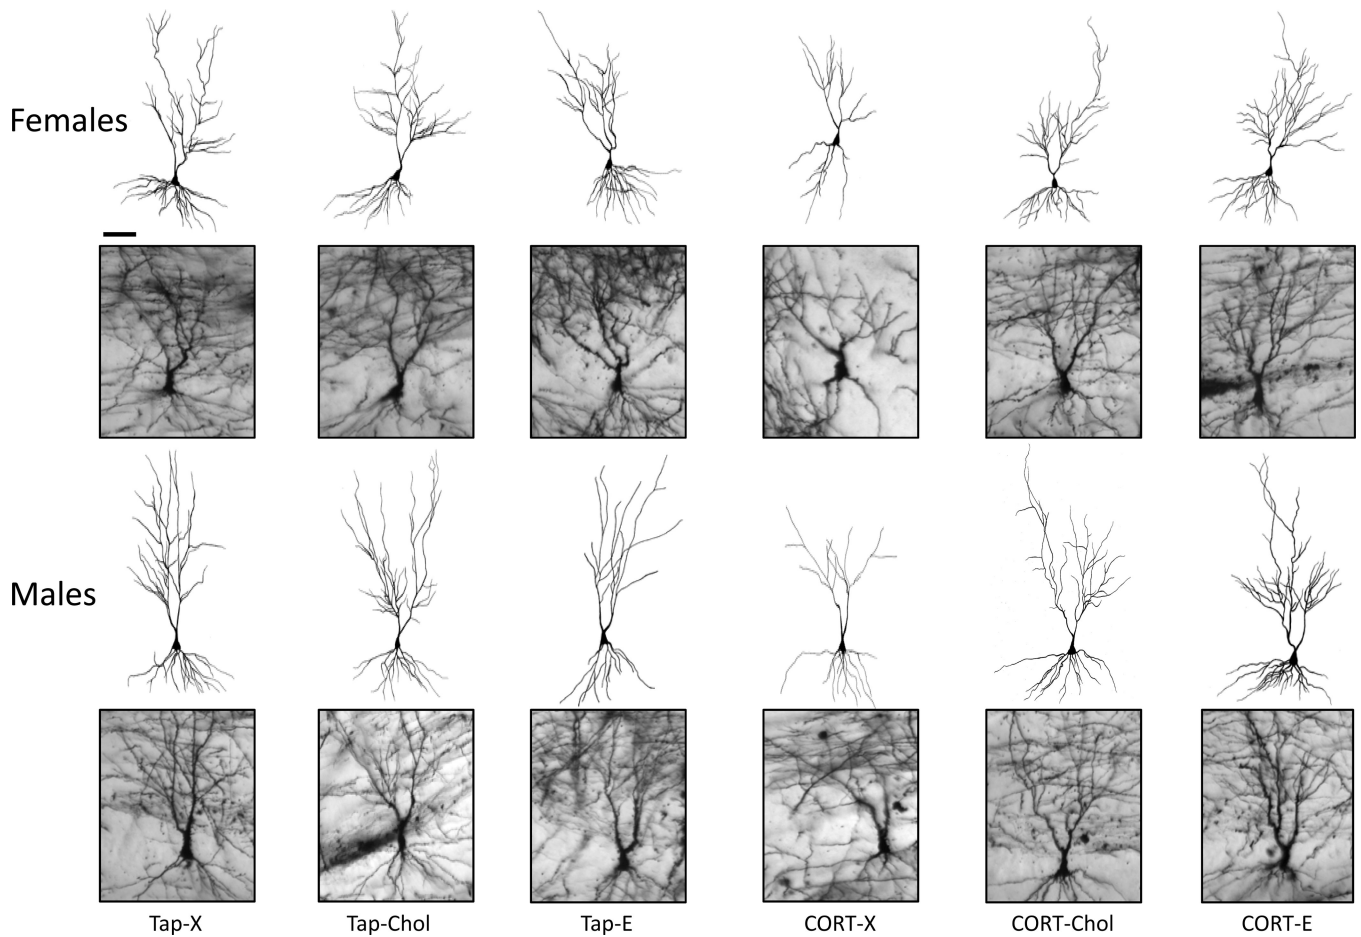 Females
Males
Tap-X
Tap-Chol
Tap-E
CORT-X
CORT-Chol
CORT-E